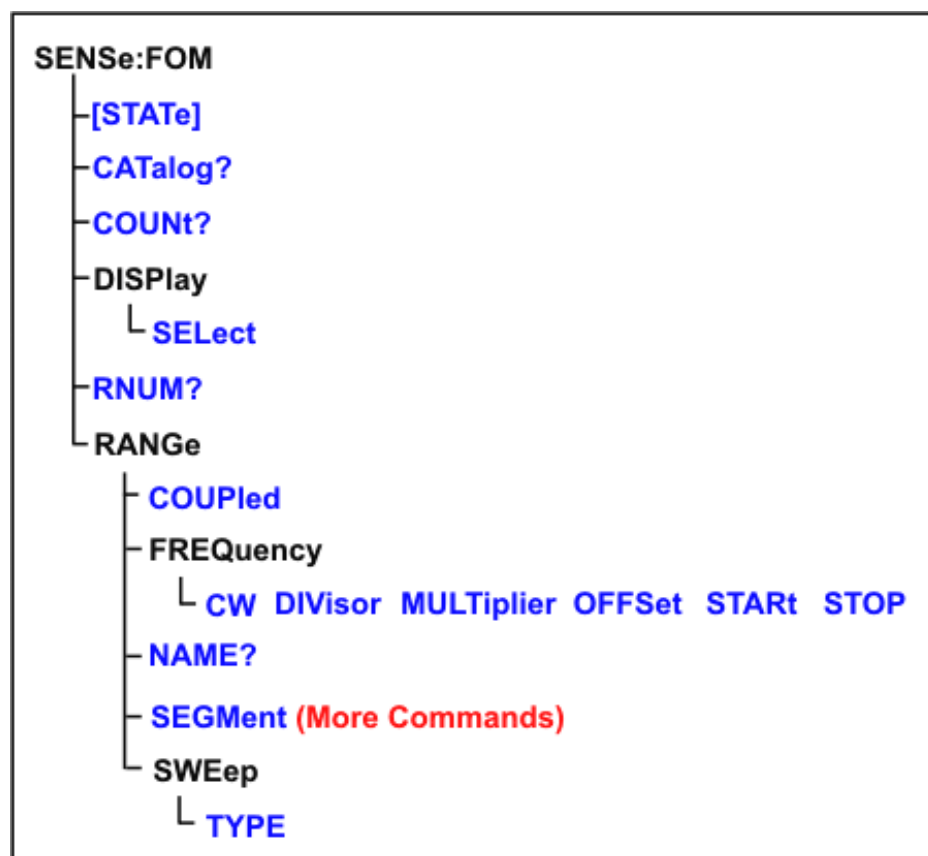 SENSe:FOM
[STATe]
CATalog?
COUNt?
DISPlay
SELect
RNUM?
RANGe
COUPled
FREQuency
CW DIVisor MULTiplier OFFSet STARt STOP
NAME?
SEGMent (More Commands)
SWEep
TYPE